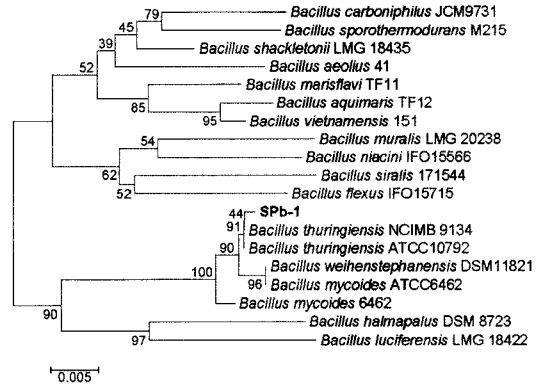 79
Bacillus carboniphilus JCM9731
45
Bacillus sporothermodurans M215
39
Bacillus shackletonii LMG 18435
52
Bacillus aeolius 41
Bacillus marisflavi TF11
85
Bacillus aquimaris TF12
95
Bacillus vietnamensis 151
54
Bacillus muralis LMG 20238
Bacillus niacini IFO15566
62
Bacillus siralis 171544
52
Bacillus flexus IFO15715
44
SPb-1
91
Bacillus thuringiensis NCIMB 9134
90
Bacillus thuringiensis ATCC10792
100
Bacillus weihenstephanensis DSM11821
96
Bacillus mycoides ATCC6462
Bacillus mycoides 6462
90
Bacillus halmapalus DSM 8723
97
Bacillus luciferensis LMG 18422
0.005